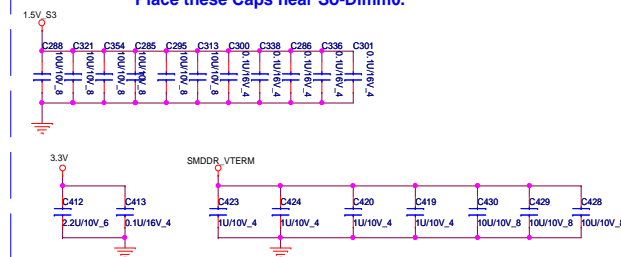 Place these Caps near So-Dimm0.
1.5V_S3
C288 C321 C354 C285 C295 C313 C300 C338 C286 C336 C301
10U/10V_8 10U/10V_8 10U/10V_8 10U/10V_8 10U/10V_8 10U/10V_8 0.1U/16V_4 0.1U/16V_4 0.1U/16V_4 0.1U/16V_4 0.1U/16V_4
3.3V SMDDR_VTERM
C412 C413 C423 C424 C420 C419 C430 C429 C428
2.2U/10V_6 0.1U/16V_4 1U/10V_4 1U/10V_4 1U/10V_4 1U/10V_4 10U/10V_8 10U/10V_8 10U/10V_8